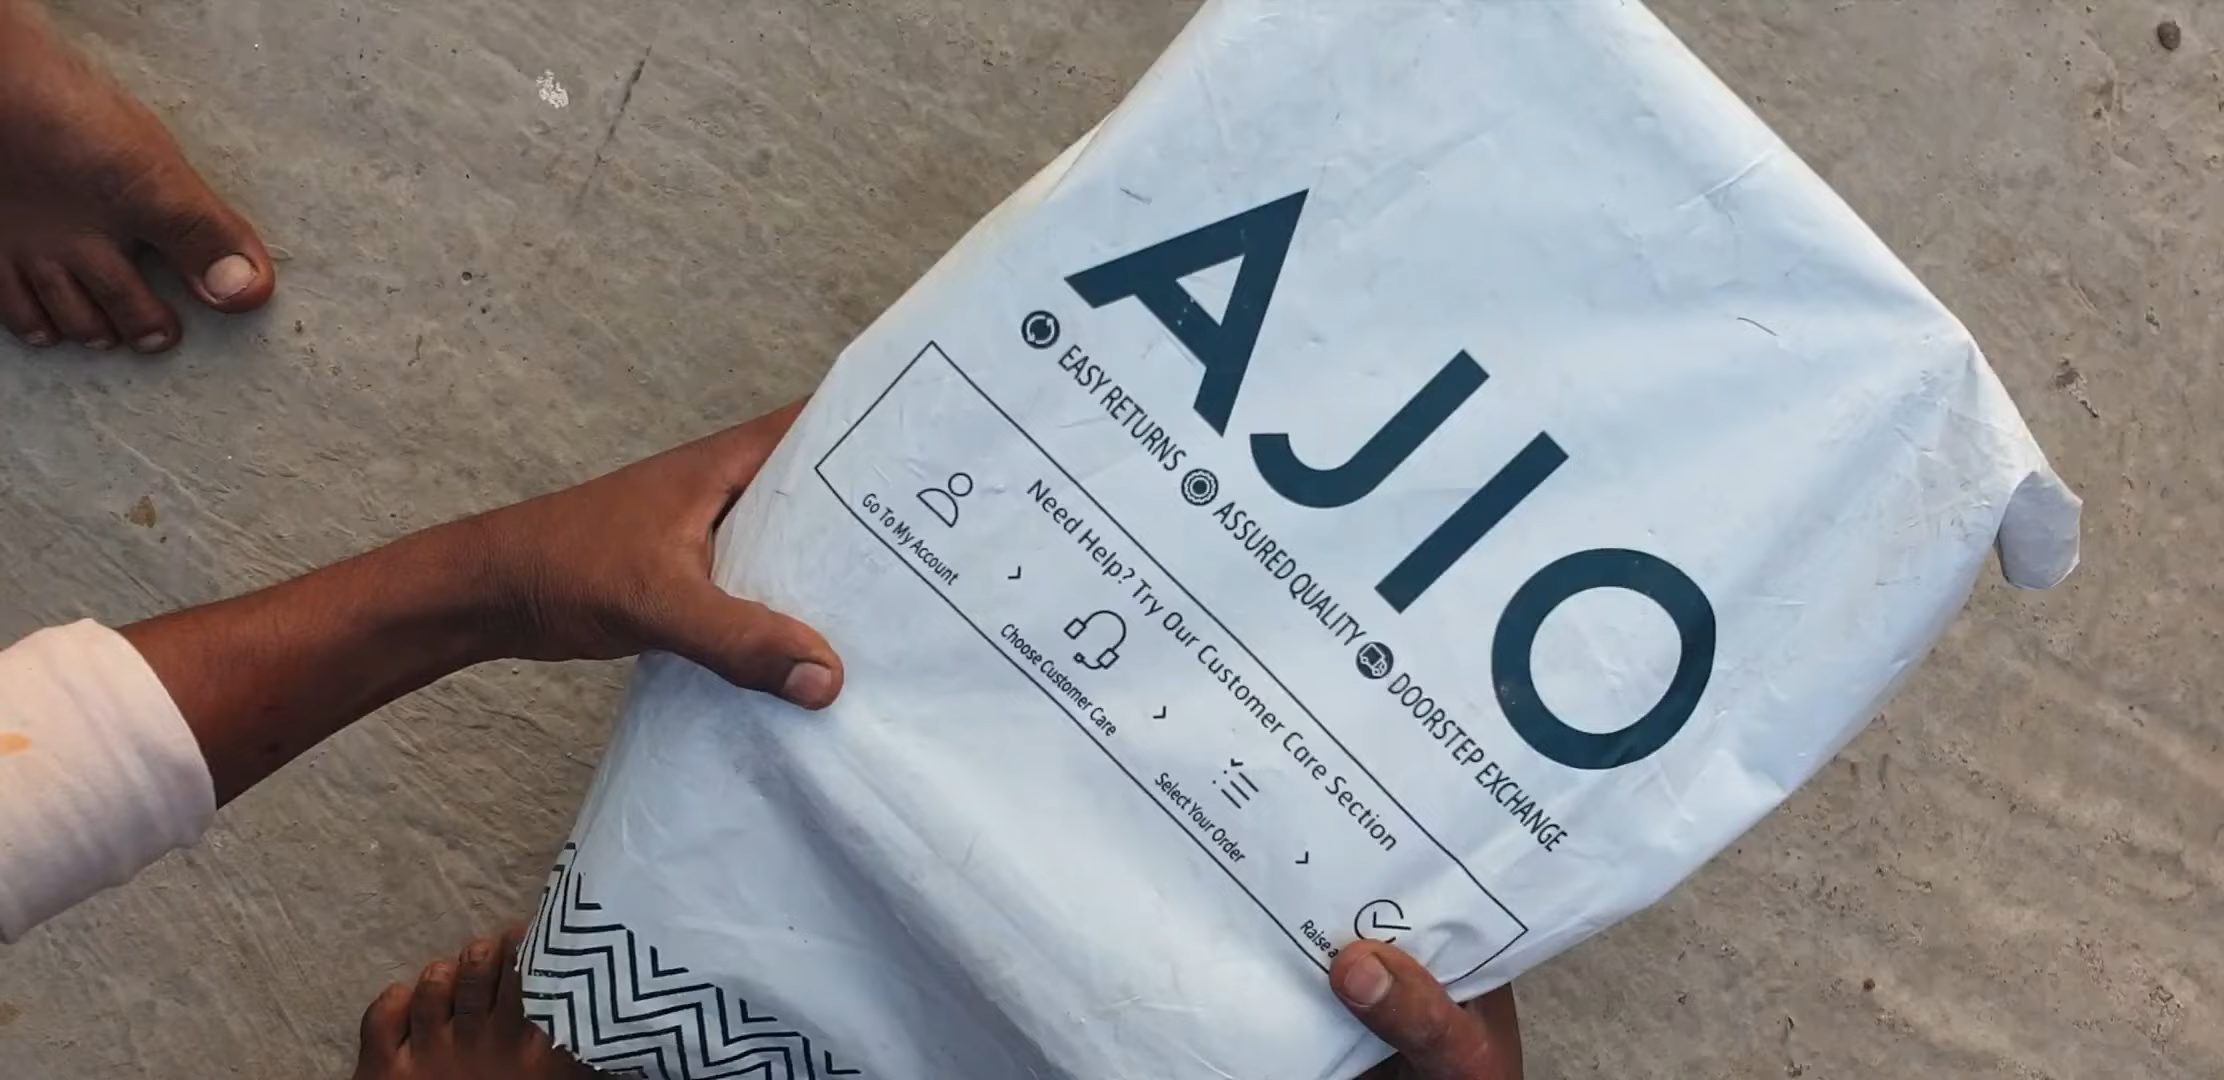 AJIO
EASY RETURNS ASSURED QUALITY DOORSTEP EXCHANGE
Need Help? Try Our Customer Care Section
Go To My Account > Choose Customer Care > Select Your Order > Raise a